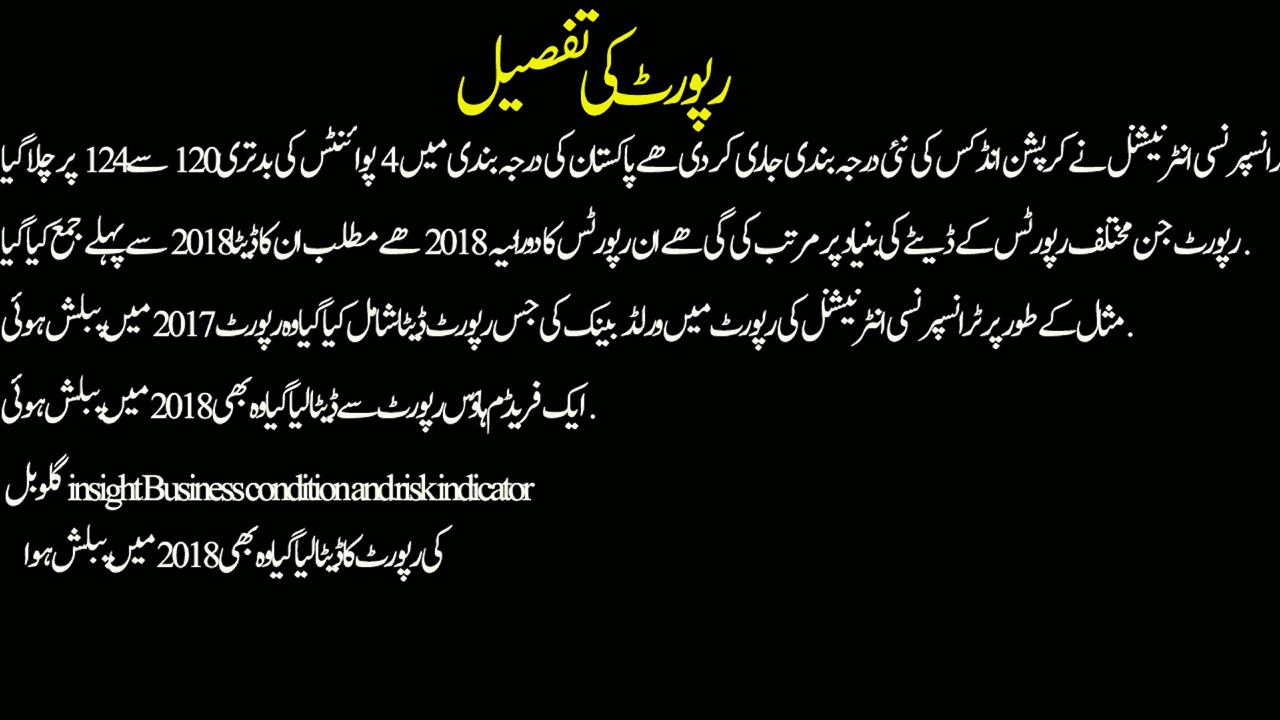 رپورٹ کی تفصیل
رانسپرنسی انٹرنیشنل نے کرپشن انڈکس کی نئی درجہ بندی جاری کردی ھے پاکستان کی درجہ بندی میں 4 پوائنٹس کی بدتری 120 سے 124 پر چلا گیا
رپورٹ جن مختلف رپورٹس کے ڈیٹے کی بنیاد پر مرتب کی گی ھے ان رپورٹس کا دورانیہ 2018 ھے مطلب ان کا ڈیٹا 2018 سے پہلے جمع کیا گیا.
مثال کے طور پر ٹرانسپرنسی انٹرنیشنل کی رپورٹ میں ورلڈ بینک کی جس رپورٹ ڈیٹا شامل کیا گیا وہ رپورٹ 2017 میں پبلش ہوئی.
ایک فریڈم ہاؤس رپورٹ سے ڈیٹا لیا گیا وہ بھی 2018 میں پبلش ہوئی.
گلوبل insight Business condition and risk indicator
کی رپورٹ کا ڈیٹا لیا گیا وہ بھی 2018 میں پبلش ہوا